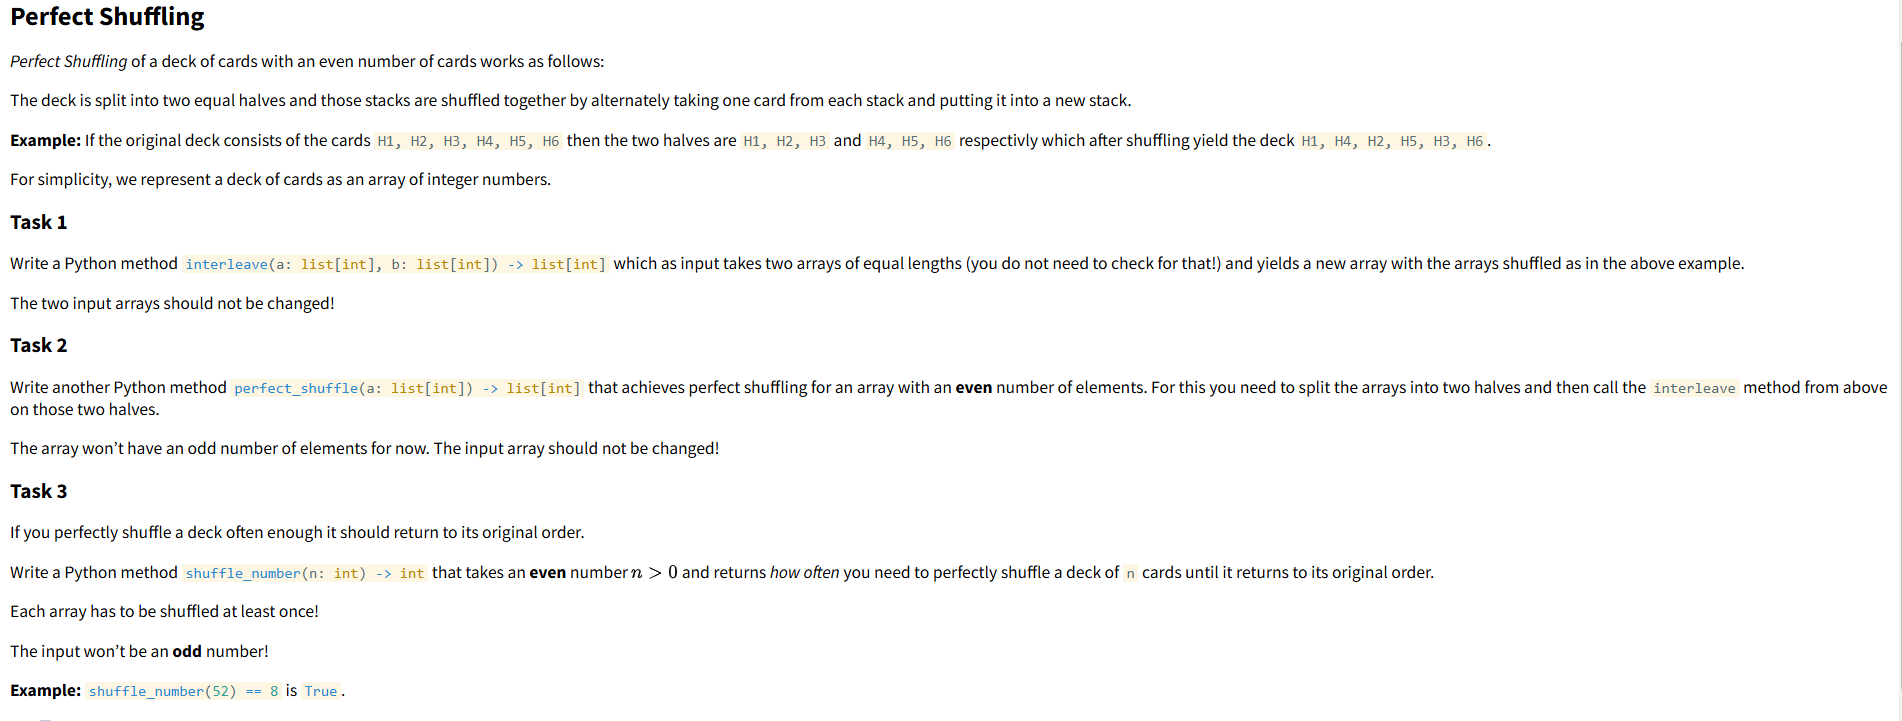 Perfect Shuffling
Perfect Shuffling of a deck of cards with an even number of cards works as follows:
The deck is split into two equal halves and those stacks are shuffled together by alternately taking one card from each stack and putting it into a new stack.
Example: If the original deck consists of the cards H1, H2, H3, H4, H5, H6 then the two halves are H1, H2, H3 and H4, H5, H6 respectivly which after shuffling yield the deck H1, H4, H2, H5, H3, H6.
For simplicity, we represent a deck of cards as an array of integer numbers.
Task 1
Write a Python method interleave(a: list[int], b: list[int]) -> list[int] which as input takes two arrays of equal lengths (you do not need to check for that!) and yields a new array with the arrays shuffled as in the above example.
The two input arrays should not be changed!
Task 2
Write another Python method perfect_shuffle(a: list[int]) -> list[int] that achieves perfect shuffling for an array with an even number of elements. For this you need to split the arrays into two halves and then call the interleave method from above
on those two halves.
The array won't have an odd number of elements for now. The input array should not be changed!
Task 3
If you perfectly shuffle a deck often enough it should return to its original order.
Write a Python method shuffle_number(n: int) -> int that takes an even number n > 0 and returns how often you need to perfectly shuffle a deck of n cards until it returns to its original order.
Each array has to be shuffled at least once!
The input won't be an odd number!
Example: shuffle_number(52) == 8 is True.